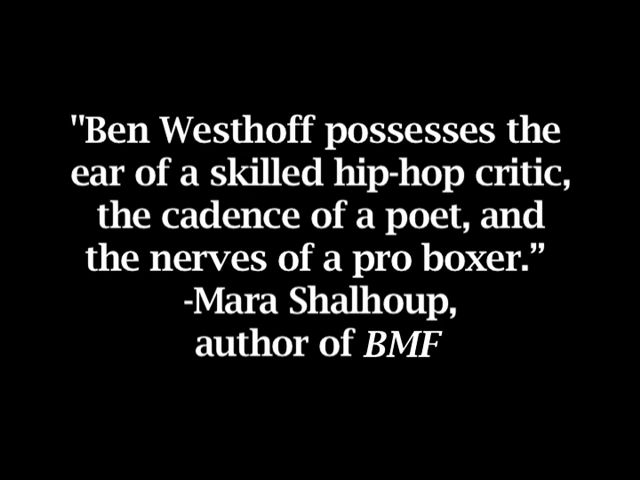 "Ben Westhoff possesses the
ear of a skilled hip-hop critic,
the cadence of a poet, and
the nerves of a pro boxer.”
-Mara Shalhoup,
author of BMF